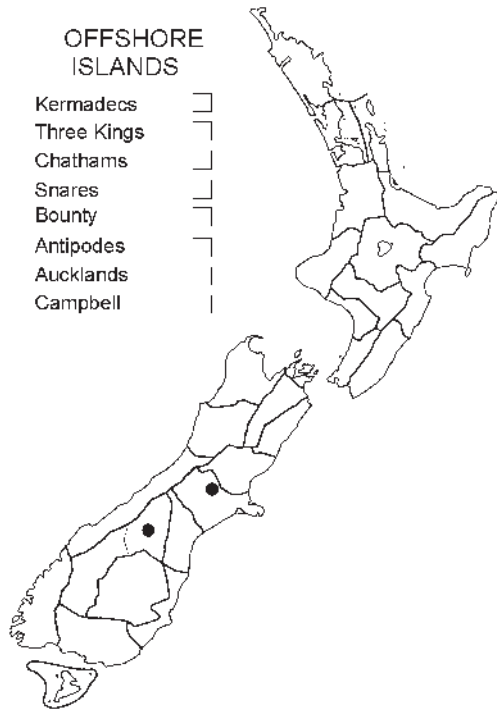 OFFSHORE
ISLANDS
Kermadecs
Three Kings
Chathams
Snares
Bounty
Antipodes
Aucklands
Campbell